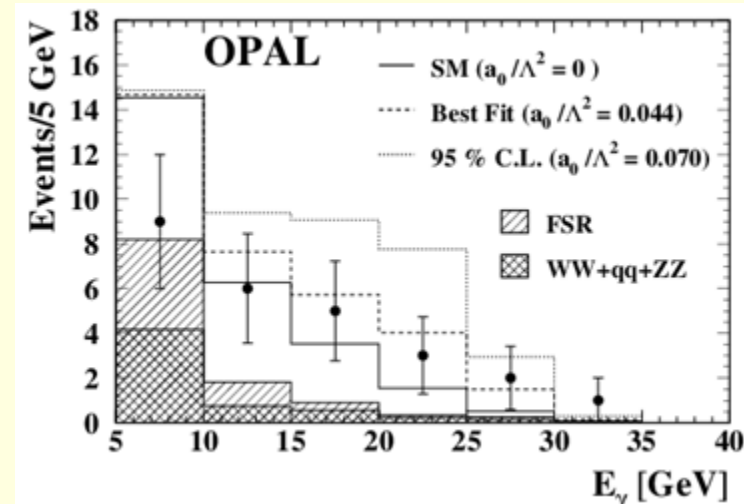 OPAL
SM (a₀/Λ² = 0 )
Best Fit (a₀/Λ² = 0.044)
95 % C.L. (a₀/Λ² = 0.070)
FSR
WW+qq+ZZ
Events/5 GeV
18
16
14
12
10
8
6
4
2
0
5 10 15 20 25 30 35 40
E_γ [GeV]